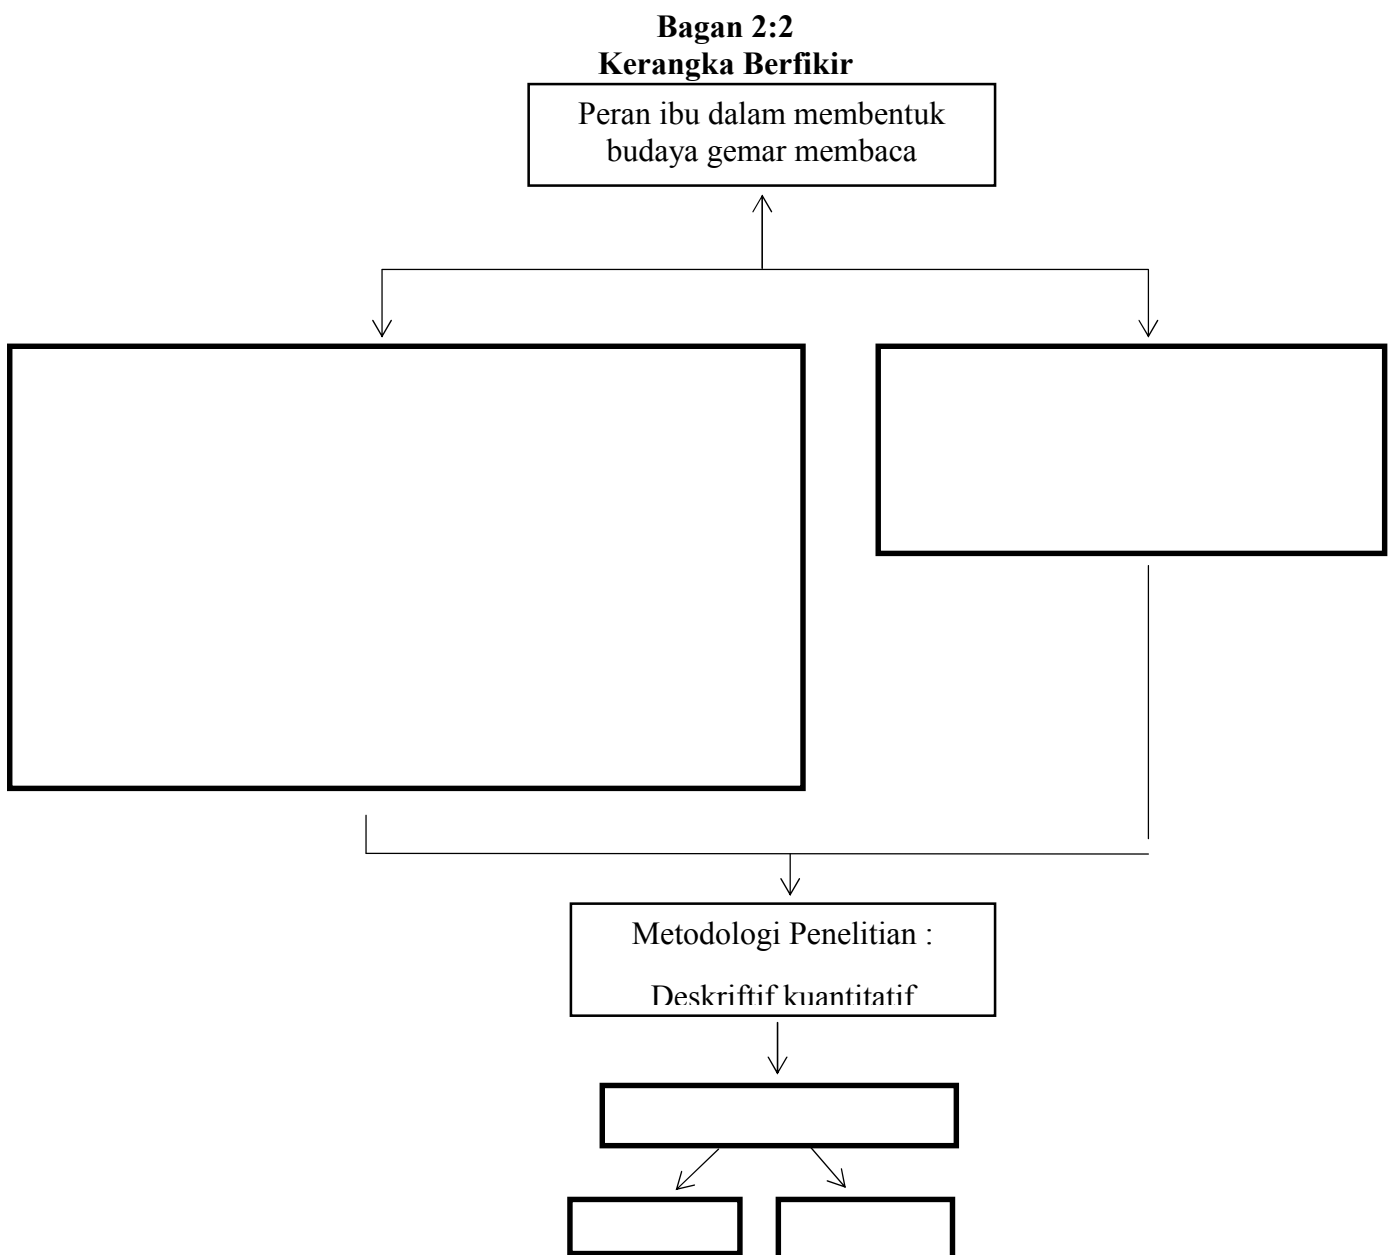 Bagan 2:2
Kerangka Berfikir
Peran ibu dalam membentuk
budaya gemar membaca
Metodologi Penelitian :
Deskriftif kuantitatif